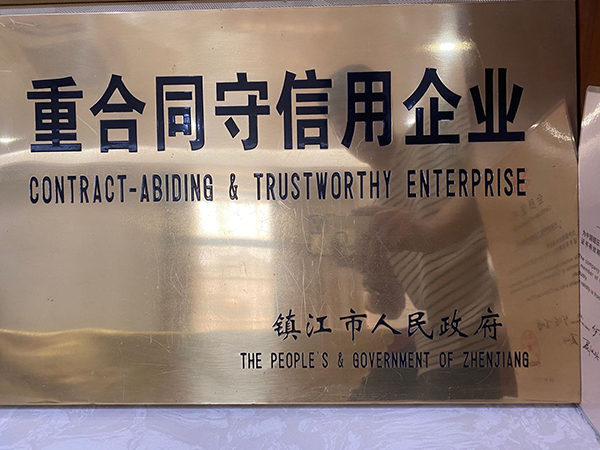 重合同守信用企业
CONTRACT-ABIDING & TRUSTWORTHY ENTERPRISE
镇江市人民政府
THE PEOPLE'S & GOVERNMENT OF ZHENJIANG